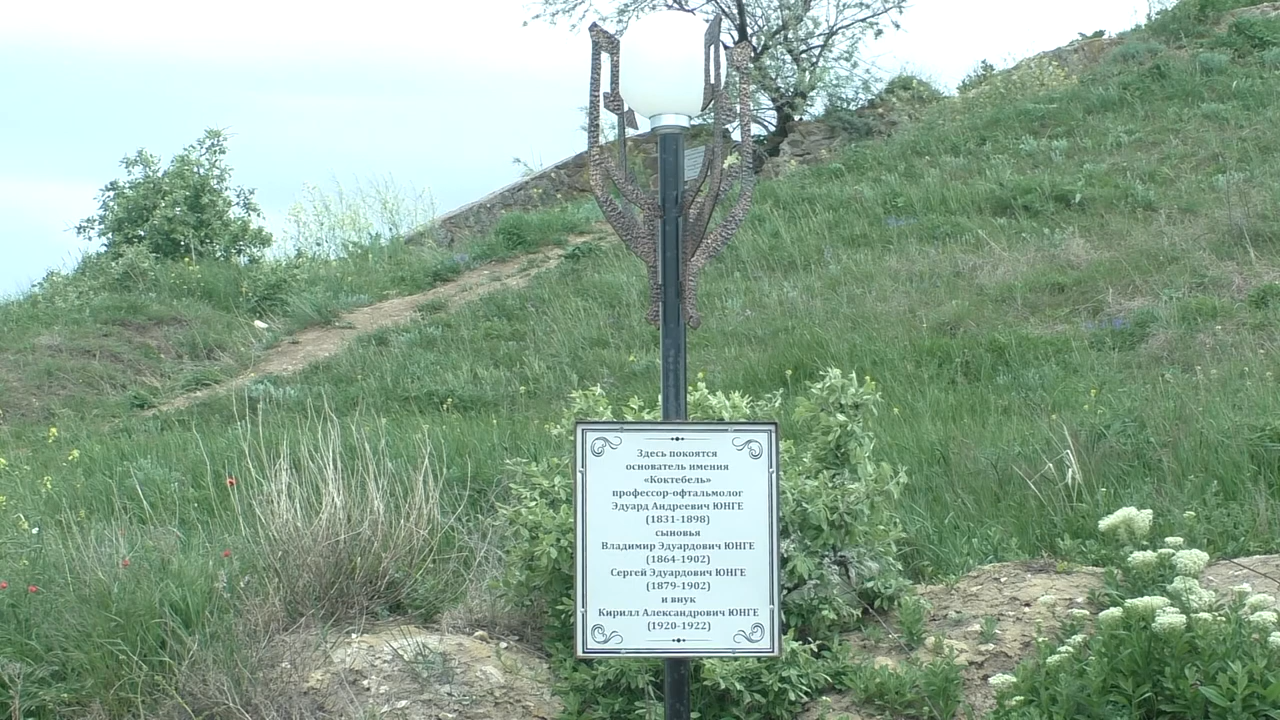 Здесь покоятся
основатель имения
«Коктебель»
профессор-офтальмолог
Эдуард Андреевич ЮНГЕ
(1831-1898)
сыновья
Владимир Эдуардович ЮНГЕ
(1864-1902)
Сергей Эдуардович ЮНГЕ
(1879-1902)
и внук
Кирилл Александрович ЮНГЕ
(1920-1922)